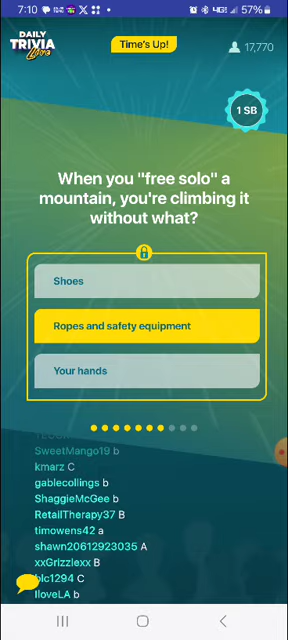 7:10
57%
DAILY
TRIVIA
Live
Time's Up!
17,770
1 SB
When you "free solo" a
mountain, you're climbing it
without what?
Shoes
Ropes and safety equipment
Your hands
SweetMango19 b
kmarz C
gablecollings b
ShaggieMcGee b
RetailTherapy37 B
timowens42 a
shawn20612923035 A
xxGrizzlexx B
blc1294 C
IloveLA b